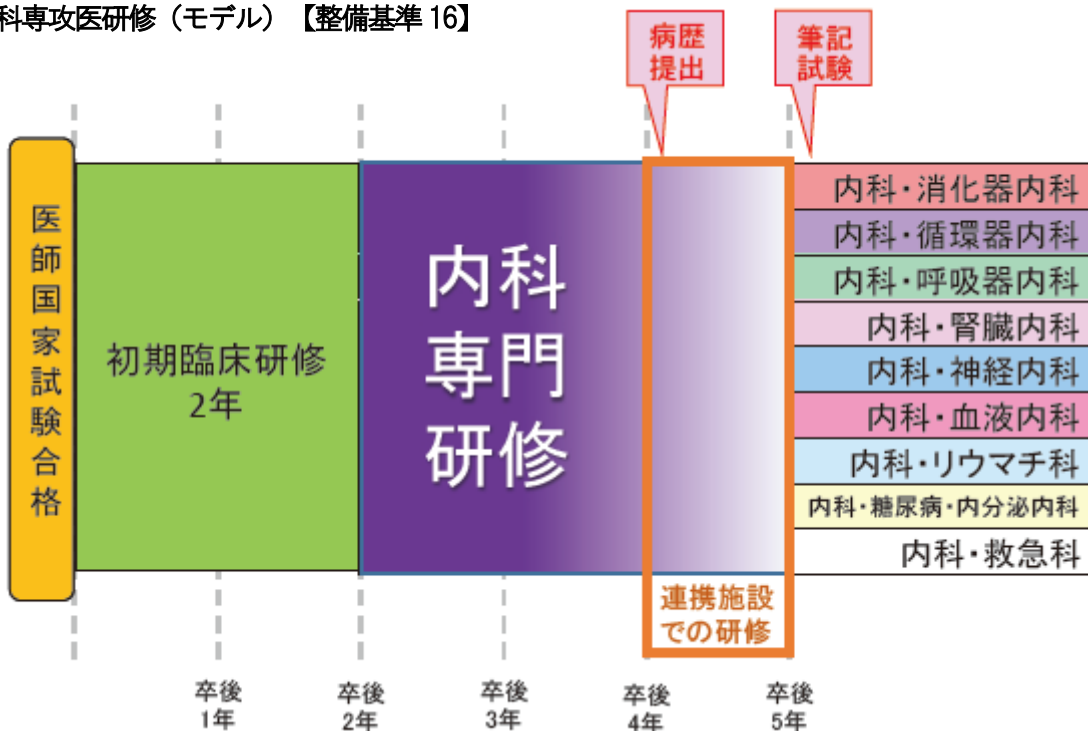 科専攻医研修（モデル）【整備基準 16】
病歴
提出
筆記
試験
医師国家試験合格
初期臨床研修
2年
内科
専門
研修
内科・消化器内科
内科・循環器内科
内科・呼吸器内科
内科・腎臓内科
内科・神経内科
内科・血液内科
内科・リウマチ科
内科・糖尿病・内分泌内科
内科・救急科
連携施設
での研修
卒後
1年
卒後
2年
卒後
3年
卒後
4年
卒後
5年